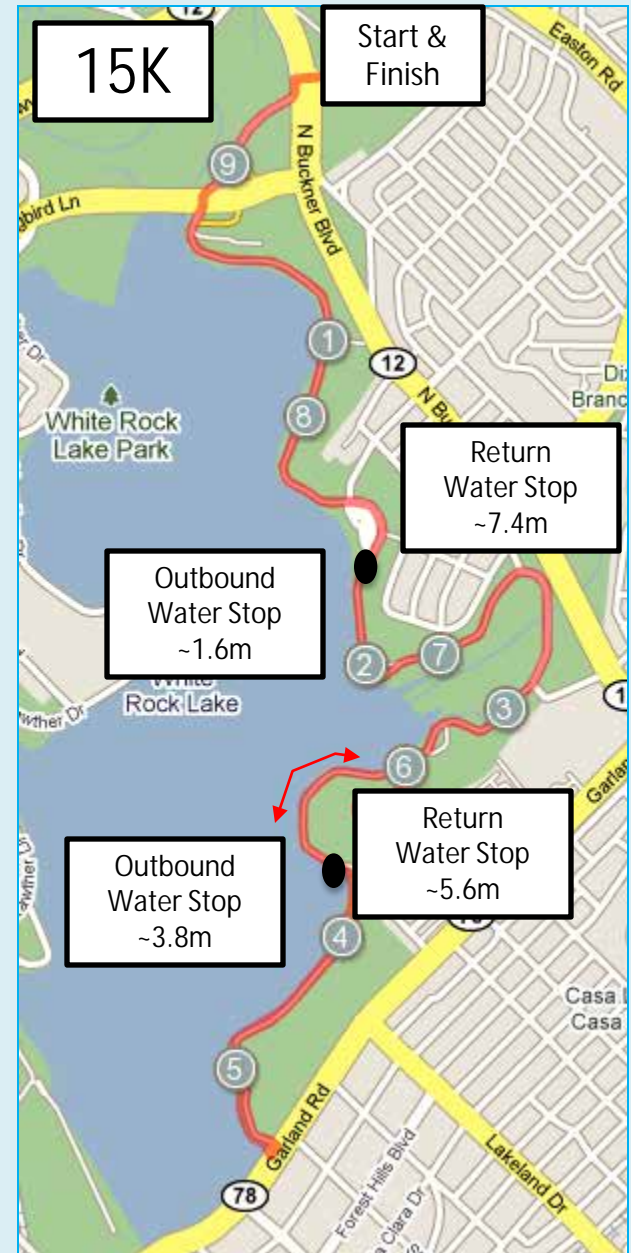 12
15K
Start &
Finish
Easton Rd
9
N Buckner Blvd
gbird Ln
1
12
8
White Rock
Lake Park
Branc
Return
Water Stop
~7.4m
Outbound
Water Stop
~1.6m
2
7
White
Rock Lake
3
6
Outbound
Water Stop
~3.8m
Return
Water Stop
~5.6m
4
Casa
Casa
5
Garland Rd
78
Forest Hills Blvd
Lakeland Dr
a Clara Dr